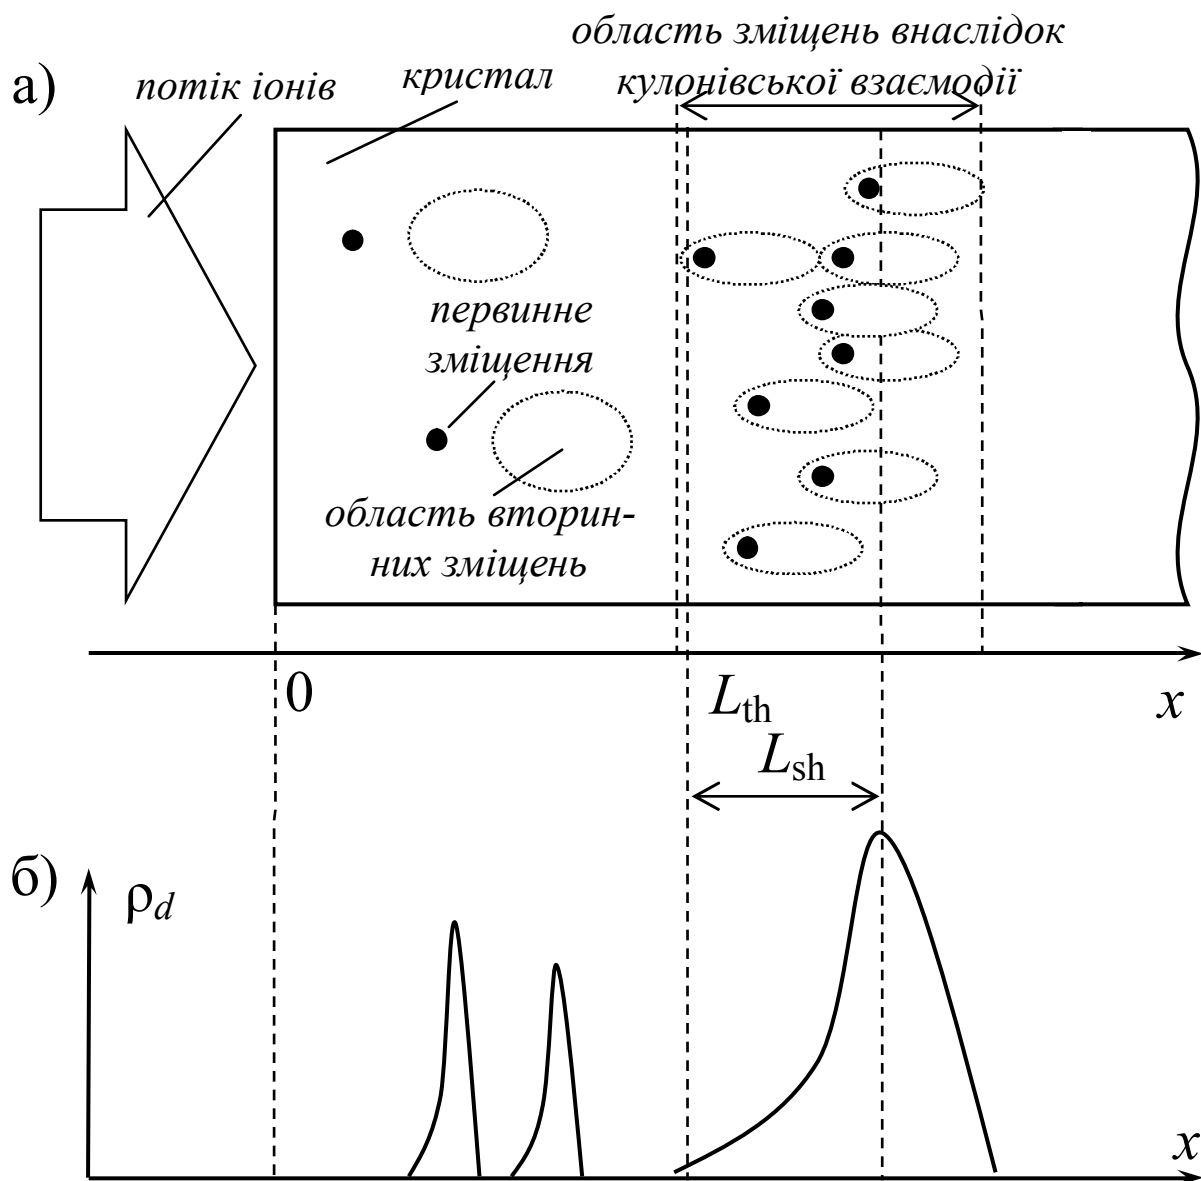 область зміщень внаслідок
кулонівської взаємодії
а)
потік іонів
кристал
первинне
зміщення
область вторин-
них зміщень
0
L_th
x
L_sh
б)
ρ_d
x